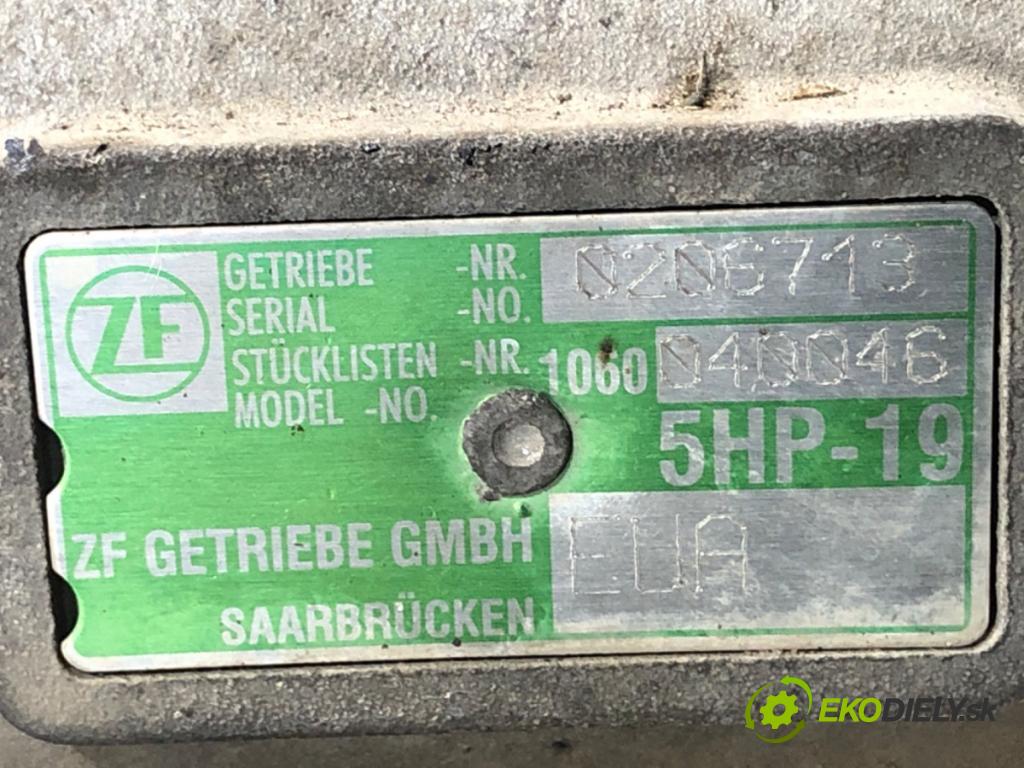 ZF
GETRIEBE -NR. 0206713
SERIAL -NO.
STÜCKLISTEN -NR. 1060 040046
MODEL -NO.
5HP-19
ZF GETRIEBE GMBH EUA
SAARBRÜCKEN
EKODIELY.sk